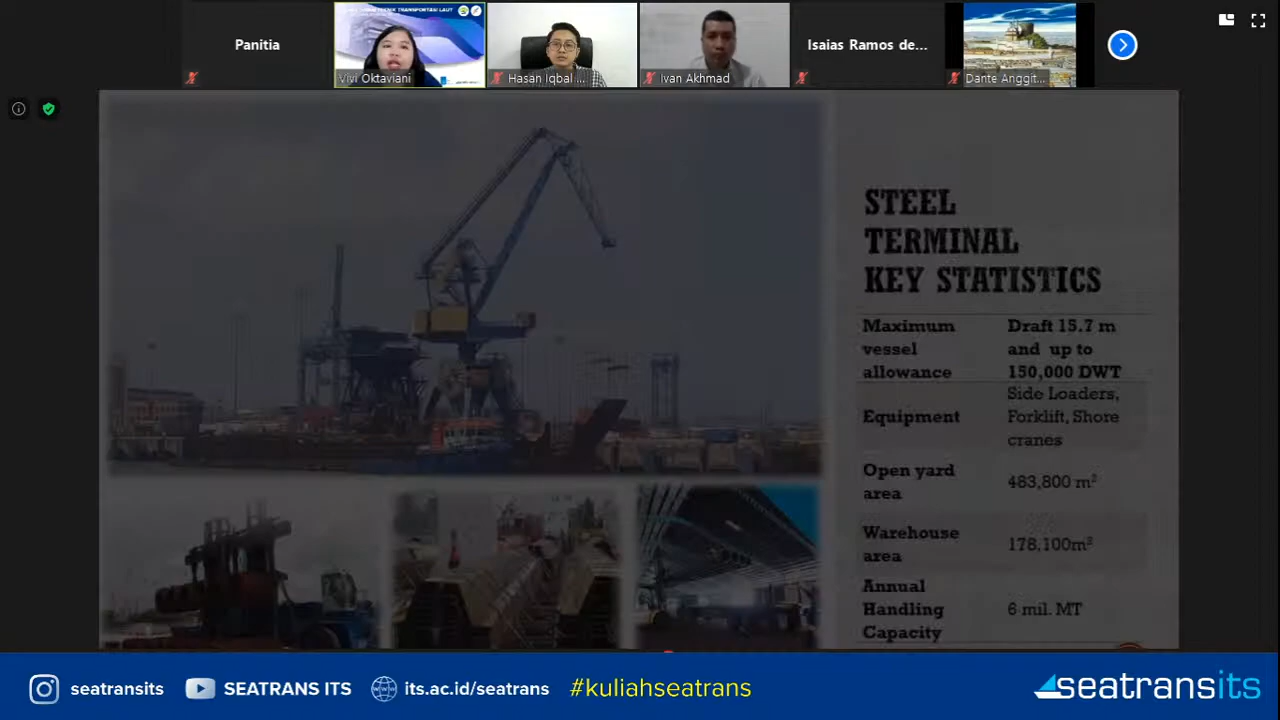 Panitia
TEKNIK TRANSPORTASI LAUT
Vivi Oktaviani
Hasan Iqbal ...
Ivan Akhmad
Isaias Ramos de...
Dante Anggit...
STEEL
TERMINAL
KEY STATISTICS
Maximum
vessel
allowance
Draft 15.7 m
and up to
150,000 DWT
Equipment
Side Loaders,
Forklift, Shore
cranes
Open yard
area
483,800 m²
Warehouse
area
178,100m²
Annual
Handling
Capacity
6 mil. MT
seatransits
SEATRANS ITS
its.ac.id/seatrans
#kuliahseatrans
seatransits